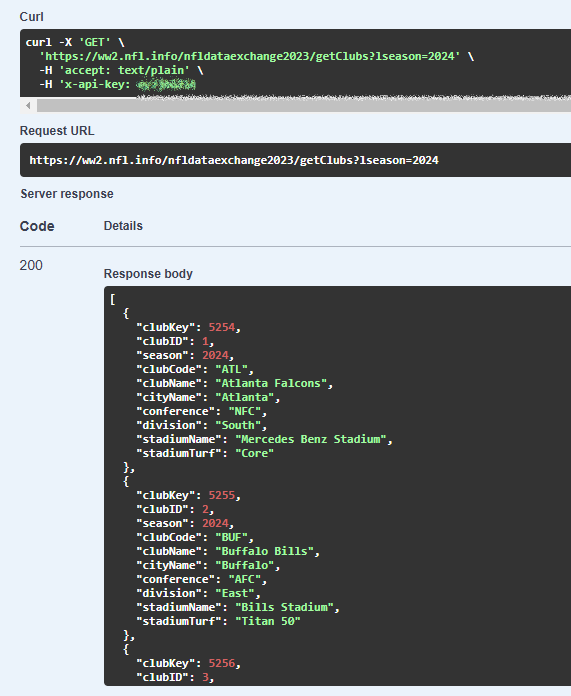 Curl
curl -X 'GET' \
'https://ww2.nfl.info/nfldataexchange2023/getClubs?lseason=2024' \
-H 'accept: text/plain' \
-H 'x-api-key:
Request URL
https://ww2.nfl.info/nfldataexchange2023/getClubs?lseason=2024
Server response
Code Details
200
Response body
[
{
"clubKey": 5254,
"clubID": 1,
"season": 2024,
"clubCode": "ATL",
"clubName": "Atlanta Falcons",
"cityName": "Atlanta",
"conference": "NFC",
"division": "South",
"stadiumName": "Mercedes Benz Stadium",
"stadiumTurf": "Core"
},
{
"clubKey": 5255,
"clubID": 2,
"season": 2024,
"clubCode": "BUF",
"clubName": "Buffalo Bills",
"cityName": "Buffalo",
"conference": "AFC",
"division": "East",
"stadiumName": "Bills Stadium",
"stadiumTurf": "Titan 50"
},
{
"clubKey": 5256,
"clubID": 3,